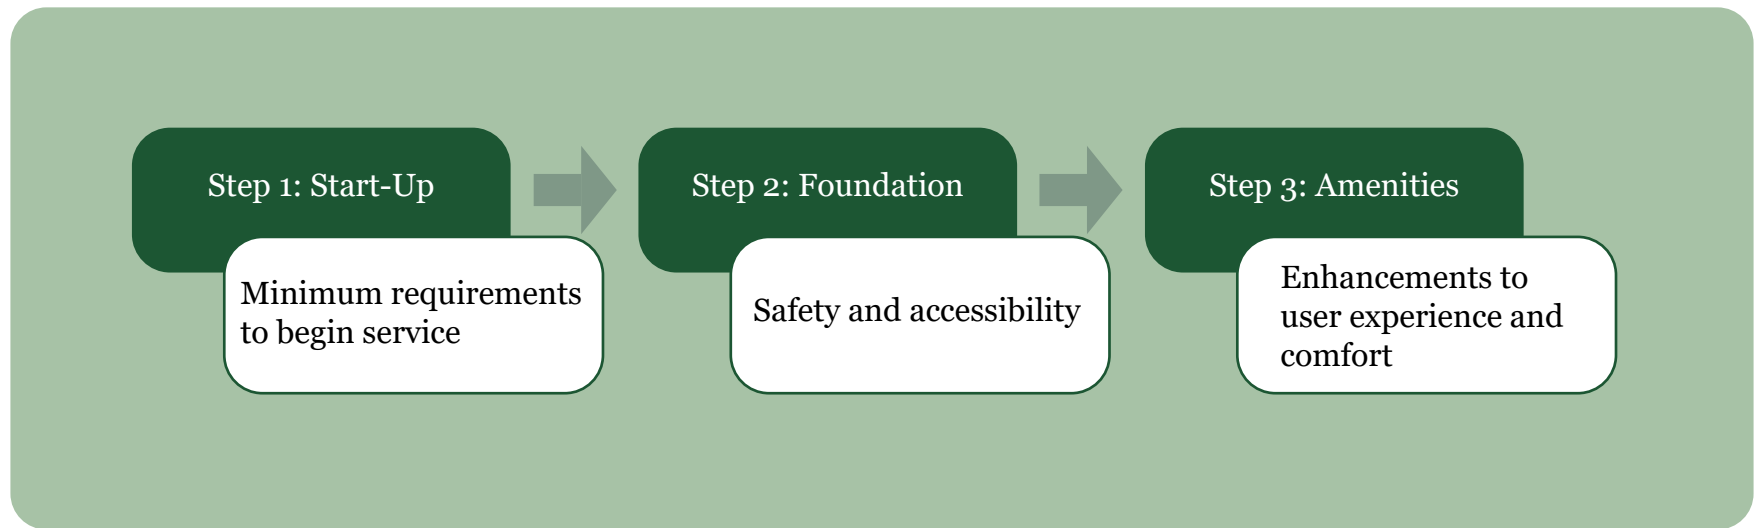 Step 1: Start-Up
Minimum requirements
to begin service
Step 2: Foundation
Safety and accessibility
Step 3: Amenities
Enhancements to
user experience and
comfort